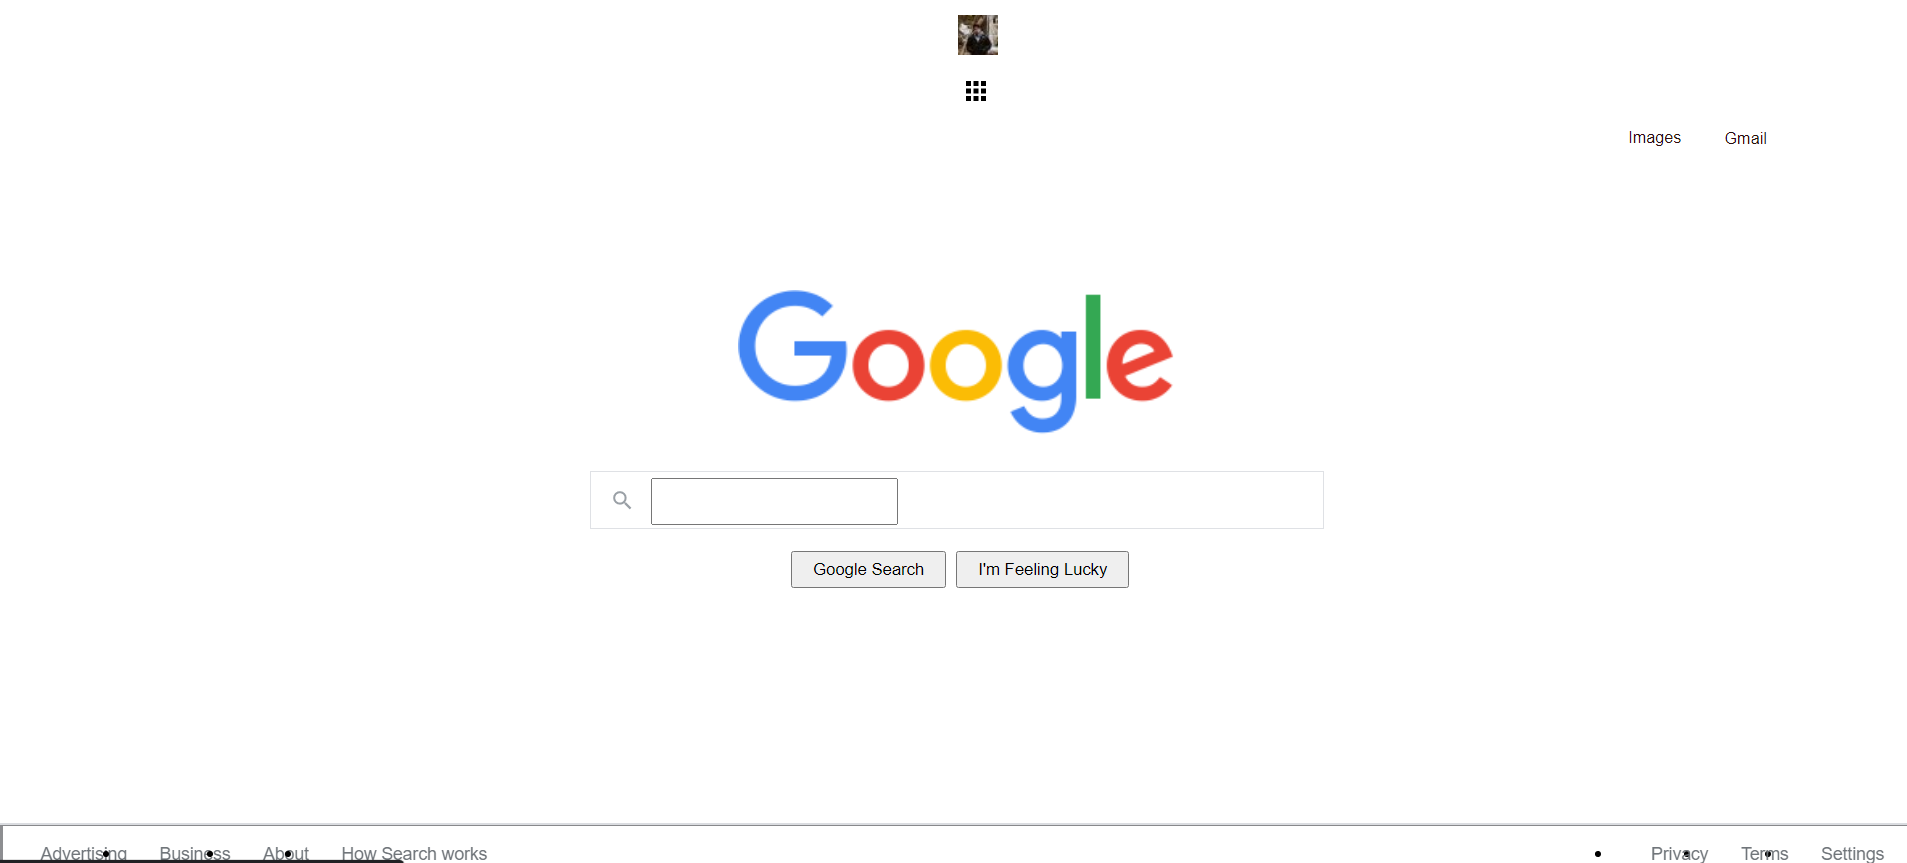 Images Gmail
Google
Google Search I'm Feeling Lucky
Advertising Business About How Search works Privacy Terms Settings